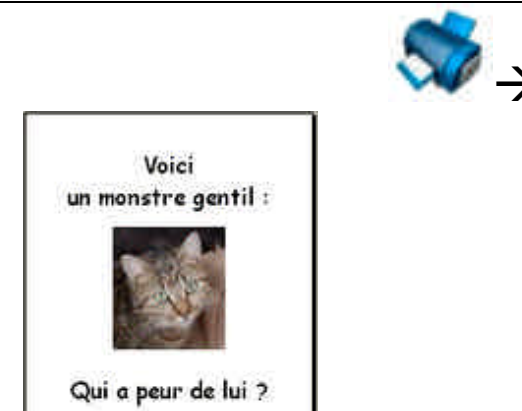 Voici
un monstre gentil :
Qui a peur de lui ?